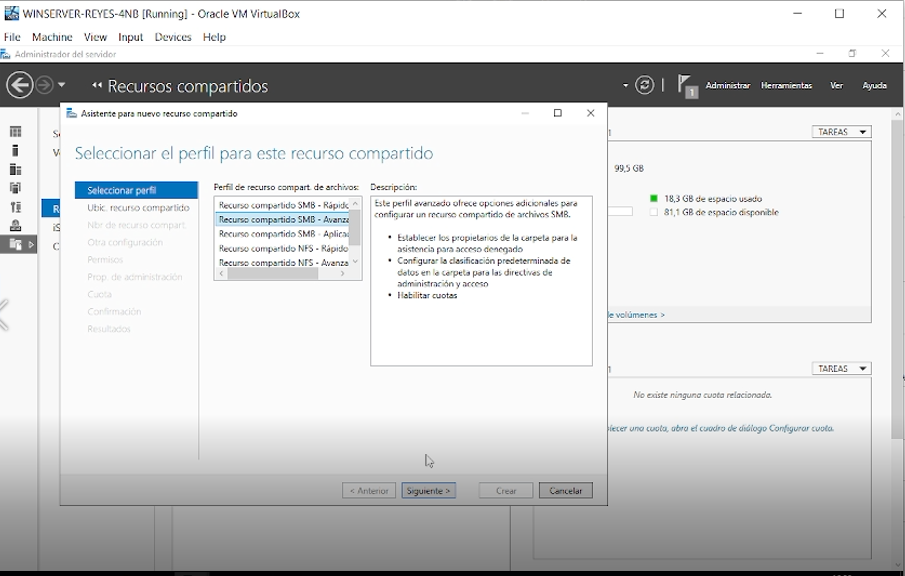 WINSERVER-REYES-4NB [Running] - Oracle VM VirtualBox
File Machine View Input Devices Help
Administrador del servidor
Recursos compartidos
1
Administrar Herramientas Ver Ayuda
Asistente para nuevo recurso compartido
TAREAS
Seleccionar el perfil para este recurso compartido
99,5 GB
Seleccionar perfil
Ubic. recurso compartido
Nbr de recurso compart.
Otra configuración
Permisos
Prop. de administración
Cuota
Confirmación
Resultados
Perfil de recurso compart. de archivos:
Recurso compartido SMB - Rápido
Recurso compartido SMB - Avanza
Recurso compartido SMB - Aplica
Recurso compartido NFS - Rápido
Recurso compartido NFS - Avanza
Descripción:
Este perfil avanzado ofrece opciones adicionales para
configurar un recurso compartido de archivos SMB.
• Establecer los propietarios de la carpeta para la
asistencia para acceso denegado
• Configurar la clasificación predeterminada de
datos en la carpeta para las directivas de
administración y acceso
• Habilitar cuotas
18,3 GB de espacio usado
81,1 GB de espacio disponible
de volúmenes >
TAREAS
No existe ninguna cuota relacionada.
blecer una cuota, abra el cuadro de diálogo Configurar cuota.
< Anterior Siguiente > Crear Cancelar